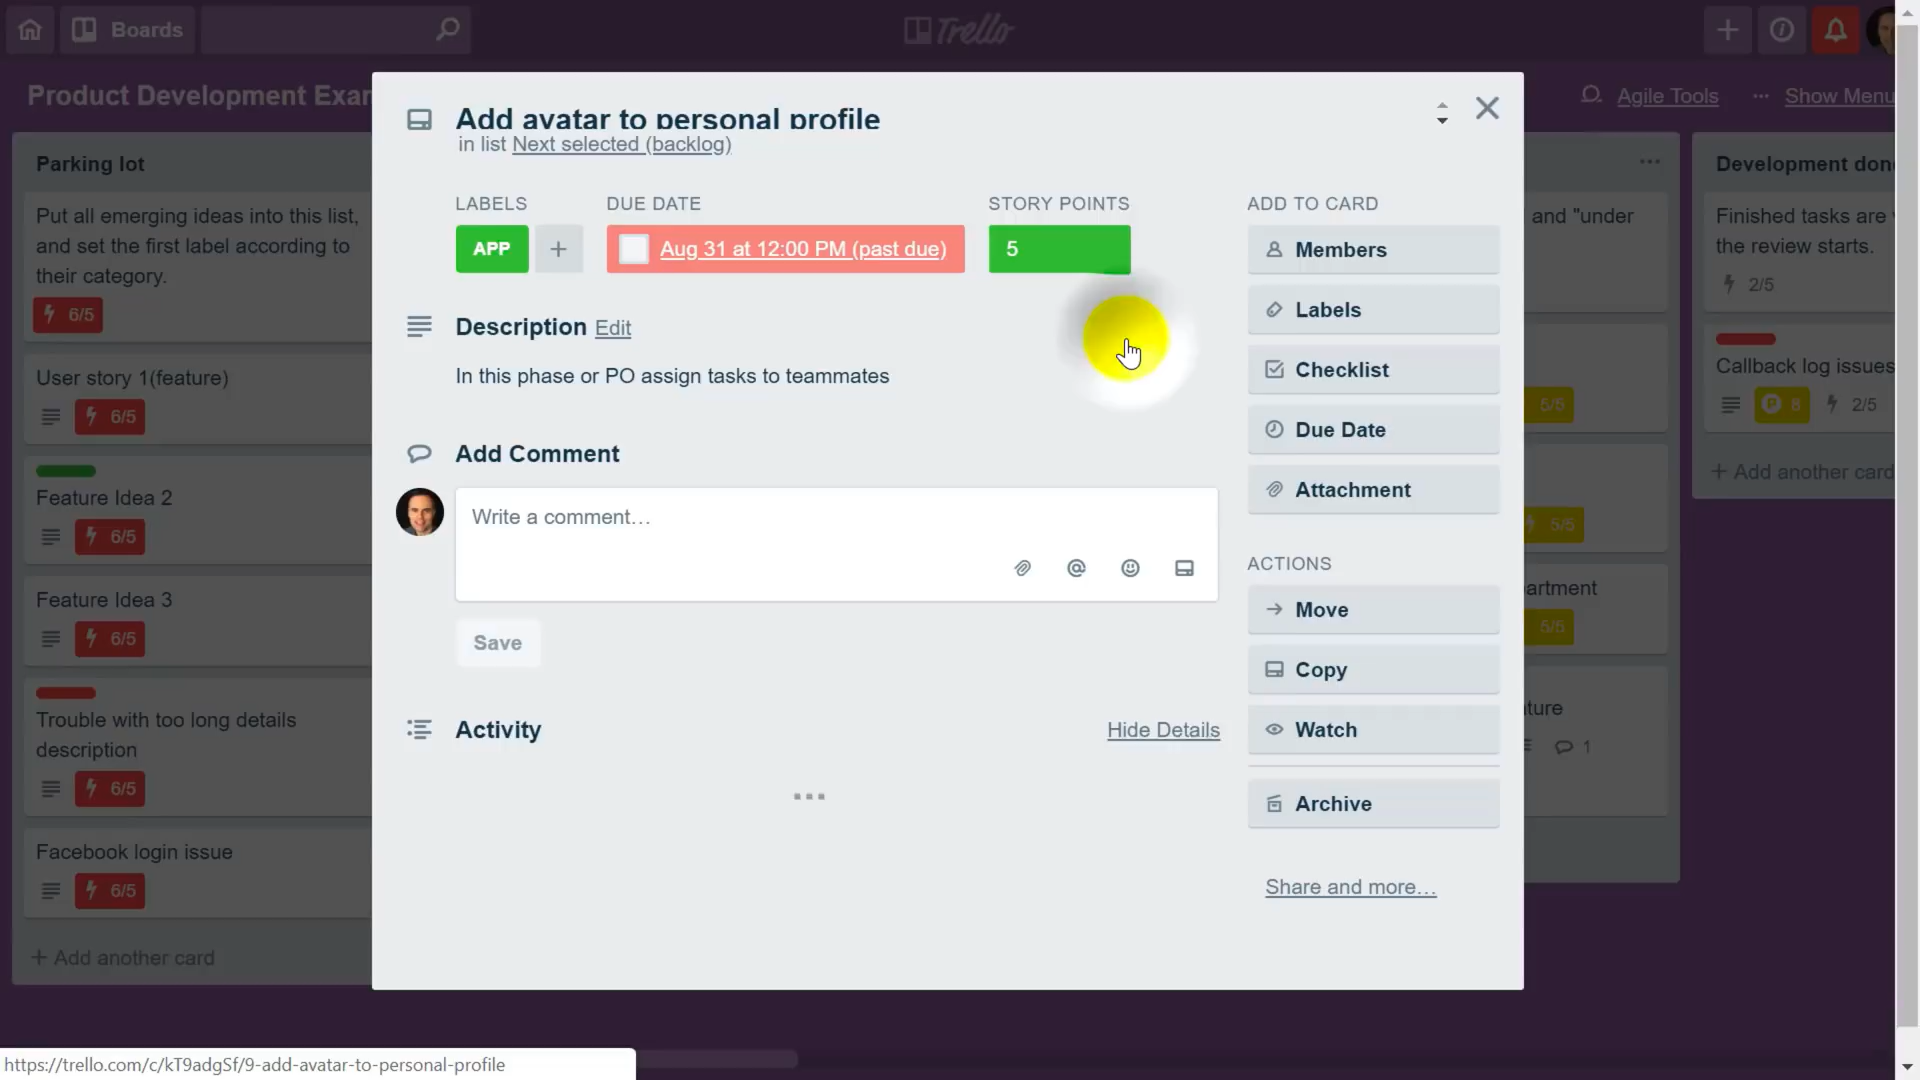 Boards
Trello
Product Development Exam
Agile Tools
Show Menu
Parking lot
Put all emerging ideas into this list,
and set the first label according to
their category.
6/5
User story 1(feature)
6/5
Feature Idea 2
6/5
Feature Idea 3
6/5
Trouble with too long details
description
6/5
Facebook login issue
6/5
+ Add another card
Add avatar to personal profile
in list Next selected (backlog)
LABELS
APP
+
DUE DATE
Aug 31 at 12:00 PM (past due)
STORY POINTS
5
Description Edit
In this phase or PO assign tasks to teammates
Add Comment
Write a comment…
@
Save
Activity
Hide Details
ADD TO CARD
Members
Labels
Checklist
Due Date
Attachment
ACTIONS
Move
Copy
Watch
Archive
Share and more…
and "under
5/5
5/5
artment
5/5
ture
1
Development don
Finished tasks are
the review starts.
2/5
Callback log issues
P 8
2/5
+ Add another card
https://trello.com/c/kT9adgSf/9-add-avatar-to-personal-profile